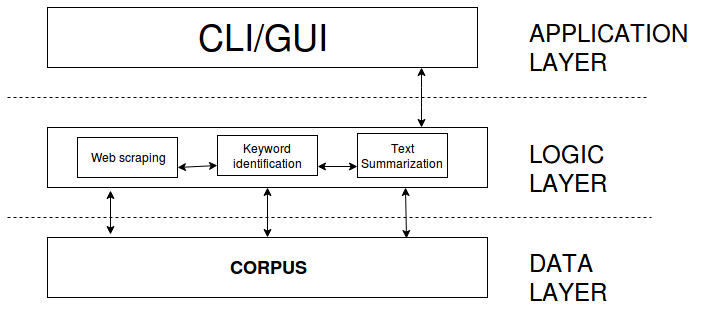 CLI/GUI
APPLICATION
LAYER
Web scraping
Keyword
identification
Text
Summarization
LOGIC
LAYER
CORPUS
DATA
LAYER